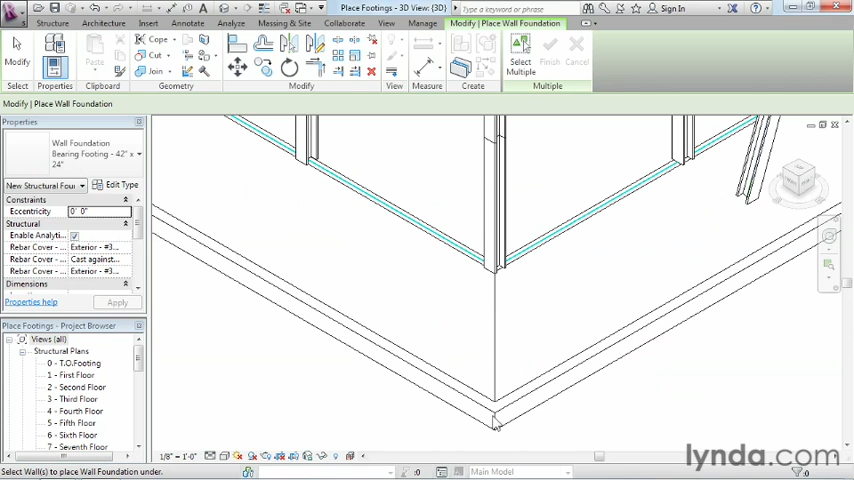 Place Footings - 3D View: {3D}
Type a keyword or phrase
Sign In
Structure Architecture Insert Annotate Analyze Massing & Site Collaborate View Manage Modify | Place Wall Foundation
Modify Properties Paste Cope Cut Join Select Multiple Finish Cancel
Select Properties Clipboard Geometry Modify View Measure Create Multiple
Modify | Place Wall Foundation
Properties
Wall Foundation
Bearing Footing - 42" x
24"
New Structural Four Edit Type
Constraints
Eccentricity 0' 0"
Structural
Enable Analyti...
Rebar Cover - ... Exterior - #3...
Rebar Cover - ... Cast against...
Rebar Cover - ... Exterior - #3...
Dimensions
Properties help Apply
Place Footings - Project Browser
Views (all)
Structural Plans
0 - T.O.Footing
1 - First Floor
2 - Second Floor
3 - Third Floor
4 - Fourth Floor
5 - Fifth Floor
6 - Sixth Floor
7 - Seventh Floor
1/8" = 1'-0"
Select Wall(s) to place Wall Foundation under. :0 Main Model :0
lynda.com